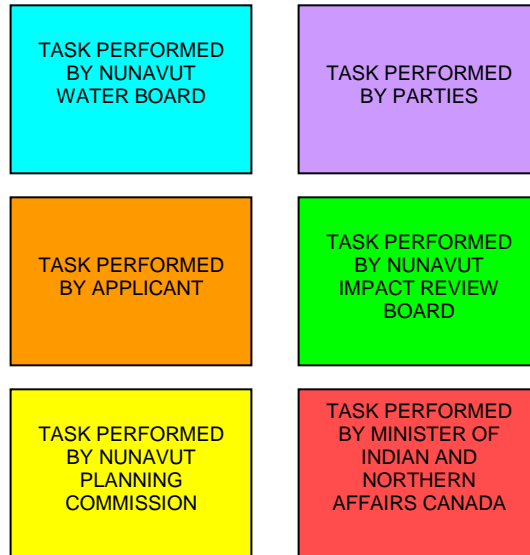 TASK PERFORMED
BY NUNAVUT
WATER BOARD
TASK PERFORMED
BY PARTIES
TASK PERFORMED
BY APPLICANT
TASK PERFORMED
BY NUNAVUT
IMPACT REVIEW
BOARD
TASK PERFORMED
BY NUNAVUT
PLANNING
COMMISSION
TASK PERFORMED
BY MINISTER OF
INDIAN AND
NORTHERN
AFFAIRS CANADA